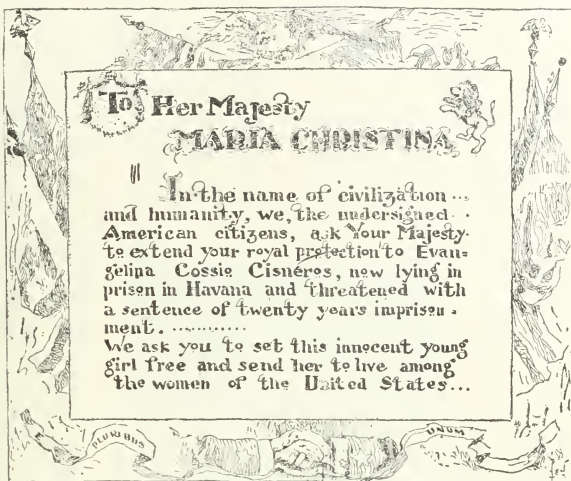 To Her Majesty
MARIA CHRISTINA
In the name of civilization ...
and humanity, we, the undersigned
American citizens, ask Your Majesty
to extend your royal protection to Evan=
gelina Cossio Cisnéros, now lying in
prison in Havana and threatened with
a sentence of twenty years imprison -
ment. ............
We ask you to set this innocent young
girl free and send her to live among
the women of the United States...
PLURIBUS
UNUM